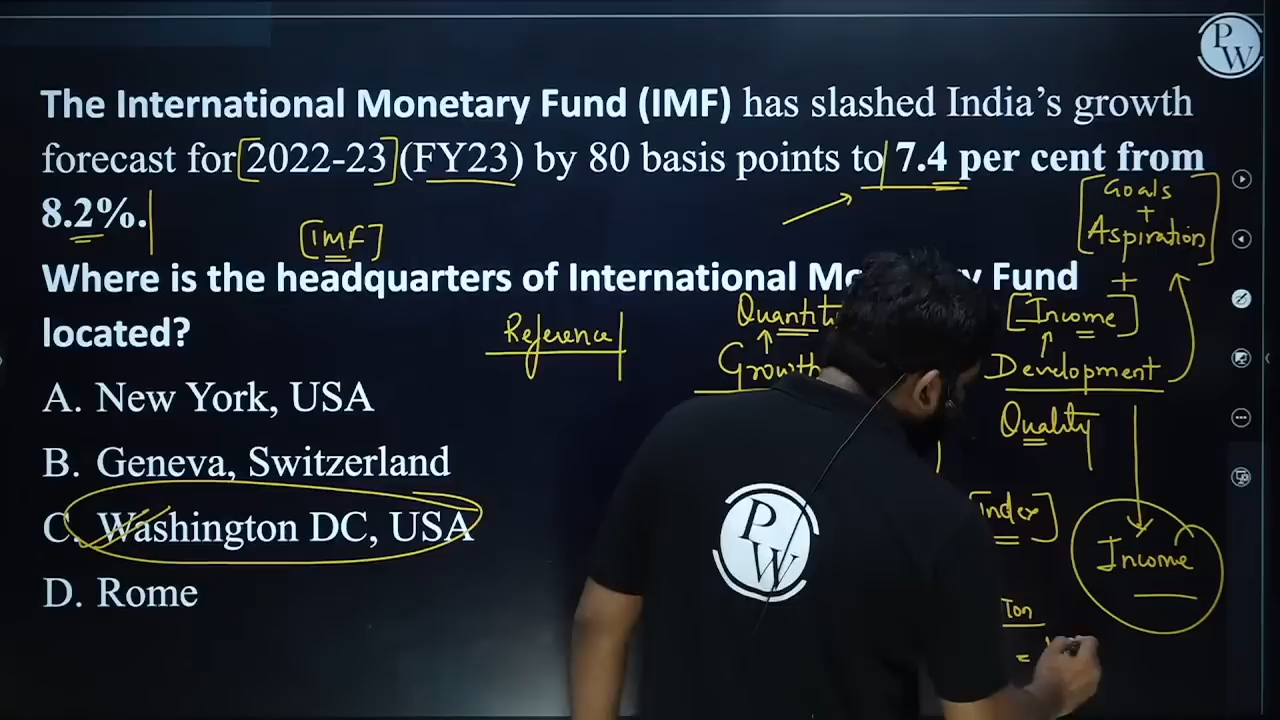 PW
The International Monetary Fund (IMF) has slashed India's growth
forecast for [2022-23] (FY23) by 80 basis points to 7.4 per cent from
8.2%.
[IMF]
[Goals
+
Aspiration]
+
Where is the headquarters of International Fund
located?
Reference
Growth
[Income]
Development
Quality
A. New York, USA
B. Geneva, Switzerland
C. Washington DC, USA
D. Rome
Index]
Income
PW